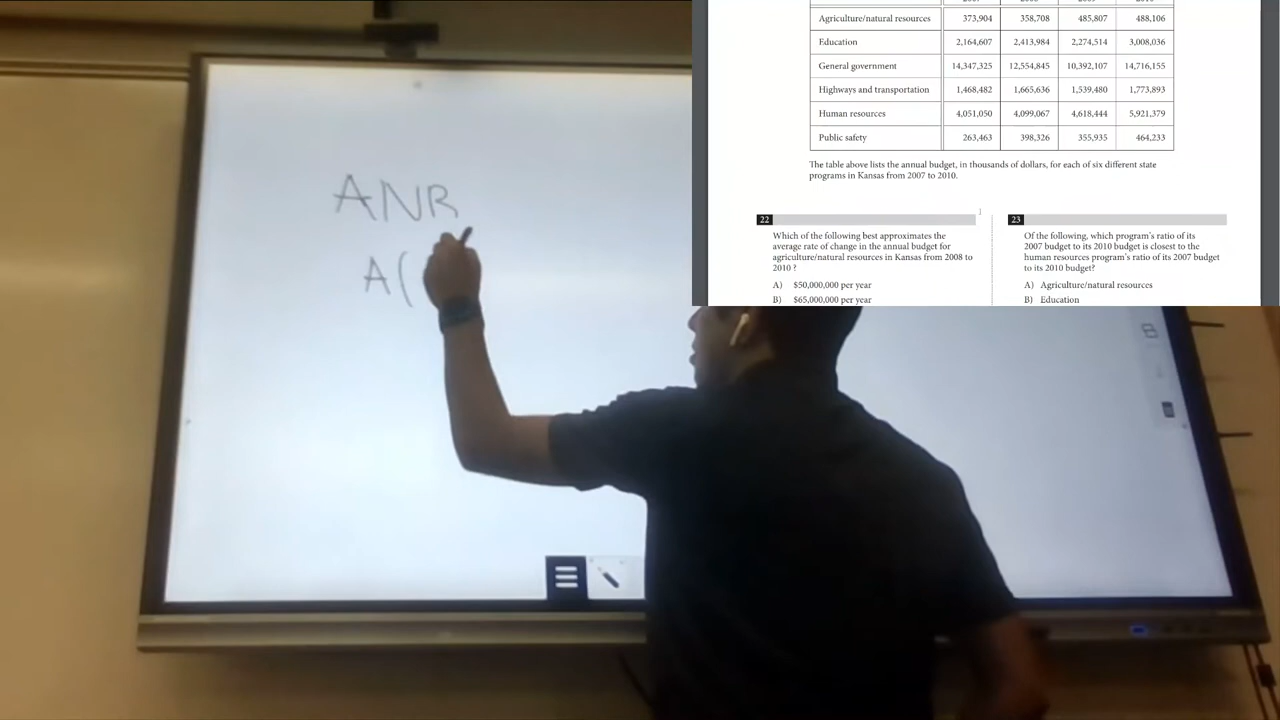 ANR
A(
Agriculture/natural resources 373,904 358,708 485,807 488,106
Education 2,164,607 2,413,984 2,274,514 3,008,036
General government 14,347,325 12,554,845 10,392,107 14,716,155
Highways and transportation 1,468,482 1,665,636 1,539,480 1,773,893
Human resources 4,051,050 4,099,067 4,618,444 5,921,379
Public safety 263,463 398,326 355,935 464,233
The table above lists the annual budget, in thousands of dollars, for each of six different state
programs in Kansas from 2007 to 2010.
1
22
Which of the following best approximates the
average rate of change in the annual budget for
agriculture/natural resources in Kansas from 2008 to
2010 ?
A) $50,000,000 per year
B) $65,000,000 per year
23
Of the following, which program's ratio of its
2007 budget to its 2010 budget is closest to the
human resources program's ratio of its 2007 budget
to its 2010 budget?
A) Agriculture/natural resources
B) Education